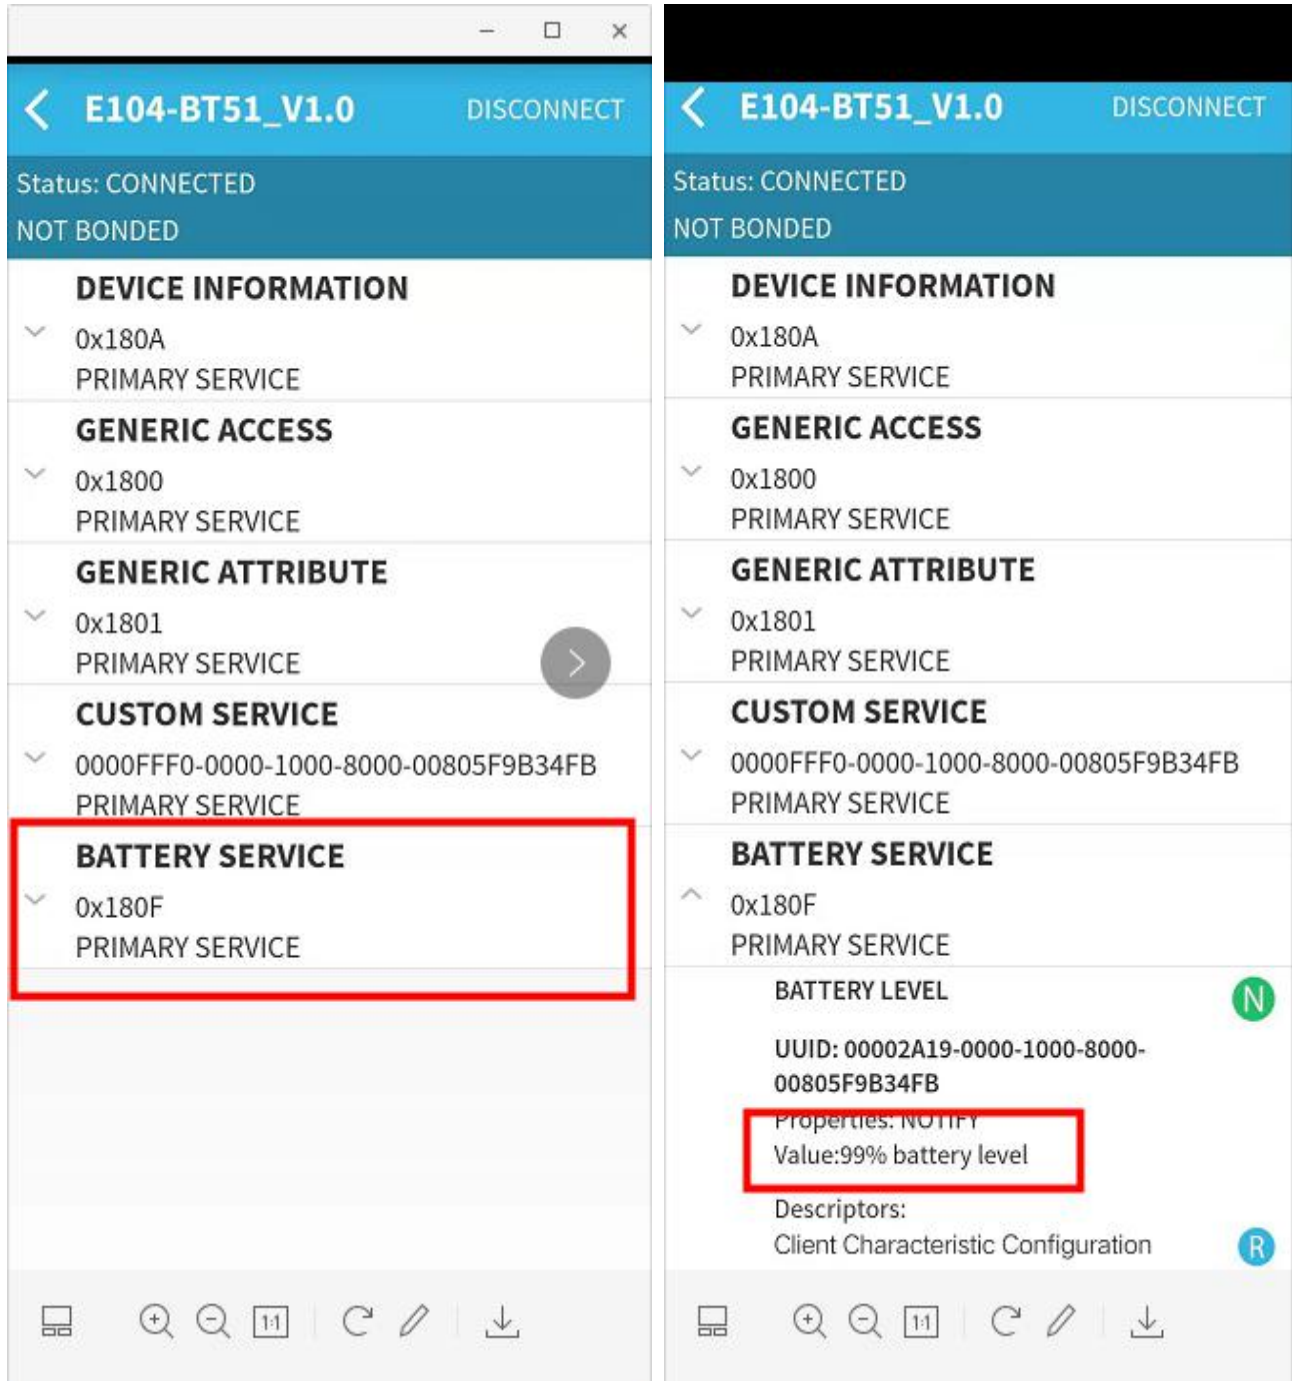 E104-BT51_V1.0 DISCONNECT
Status: CONNECTED
NOT BONDED
DEVICE INFORMATION
0x180A
PRIMARY SERVICE
GENERIC ACCESS
0x1800
PRIMARY SERVICE
GENERIC ATTRIBUTE
0x1801
PRIMARY SERVICE
CUSTOM SERVICE
0000FFF0-0000-1000-8000-00805F9B34FB
PRIMARY SERVICE
BATTERY SERVICE
0x180F
PRIMARY SERVICE
1:1
E104-BT51_V1.0 DISCONNECT
Status: CONNECTED
NOT BONDED
DEVICE INFORMATION
0x180A
PRIMARY SERVICE
GENERIC ACCESS
0x1800
PRIMARY SERVICE
GENERIC ATTRIBUTE
0x1801
PRIMARY SERVICE
CUSTOM SERVICE
0000FFF0-0000-1000-8000-00805F9B34FB
PRIMARY SERVICE
BATTERY SERVICE
0x180F
PRIMARY SERVICE
BATTERY LEVEL N
UUID: 00002A19-0000-1000-8000-
00805F9B34FB
Properties: NOTIFY
Value:99% battery level
Descriptors:
Client Characteristic Configuration R
1:1